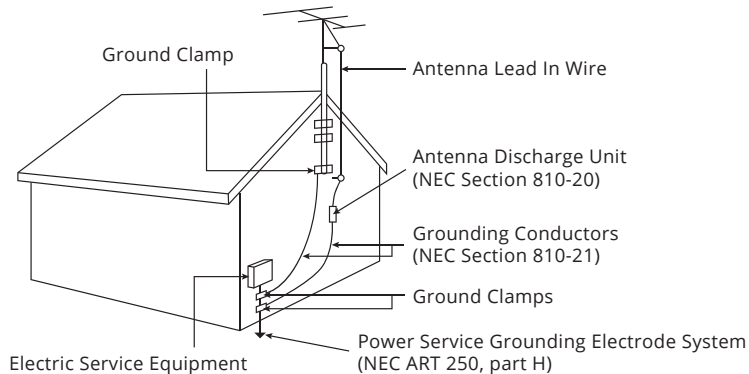 Ground Clamp
Antenna Lead In Wire
Antenna Discharge Unit
(NEC Section 810-20)
Grounding Conductors
(NEC Section 810-21)
Ground Clamps
Power Service Grounding Electrode System
(NEC ART 250, part H)
Electric Service Equipment